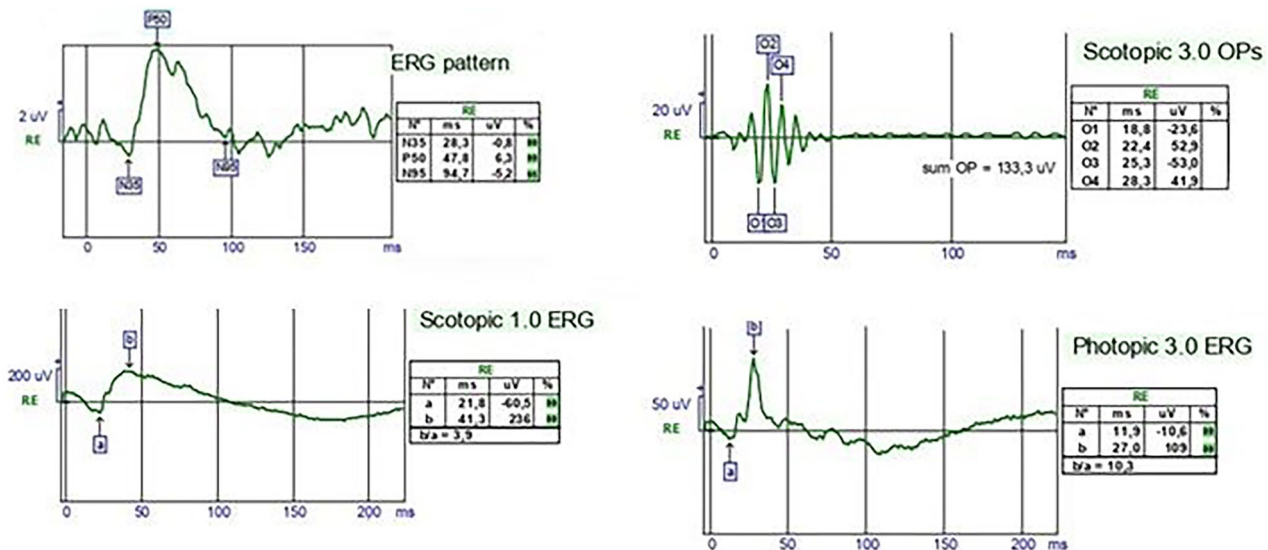 P50
ERG pattern
2 uV
RE
N35
N95
0 50 100 150 ms
RE
N° ms uV %
N35 28,3 -0,8
P50 47,8 6,3
N95 94,7 -5,2
O2
O4
Scotopic 3.0 OPs
20 uV
RE
sum OP = 133,3 uV
O1 O3
0 50 100 ms
RE
N° ms uV %
O1 18,8 -23,6
O2 22,4 52,9
O3 25,3 -53,0
O4 28,3 41,9
Scotopic 1.0 ERG
b
200 uV
RE
a
0 50 100 150 200 ms
RE
N° ms uV %
a 21,8 -60,5
b 41,3 236
b/a = 3,9
b
Photopic 3.0 ERG
50 uV
RE
a
0 50 100 150 200 ms
RE
N° ms uV %
a 11,9 -10,6
b 27,0 109
b/a = 10,3